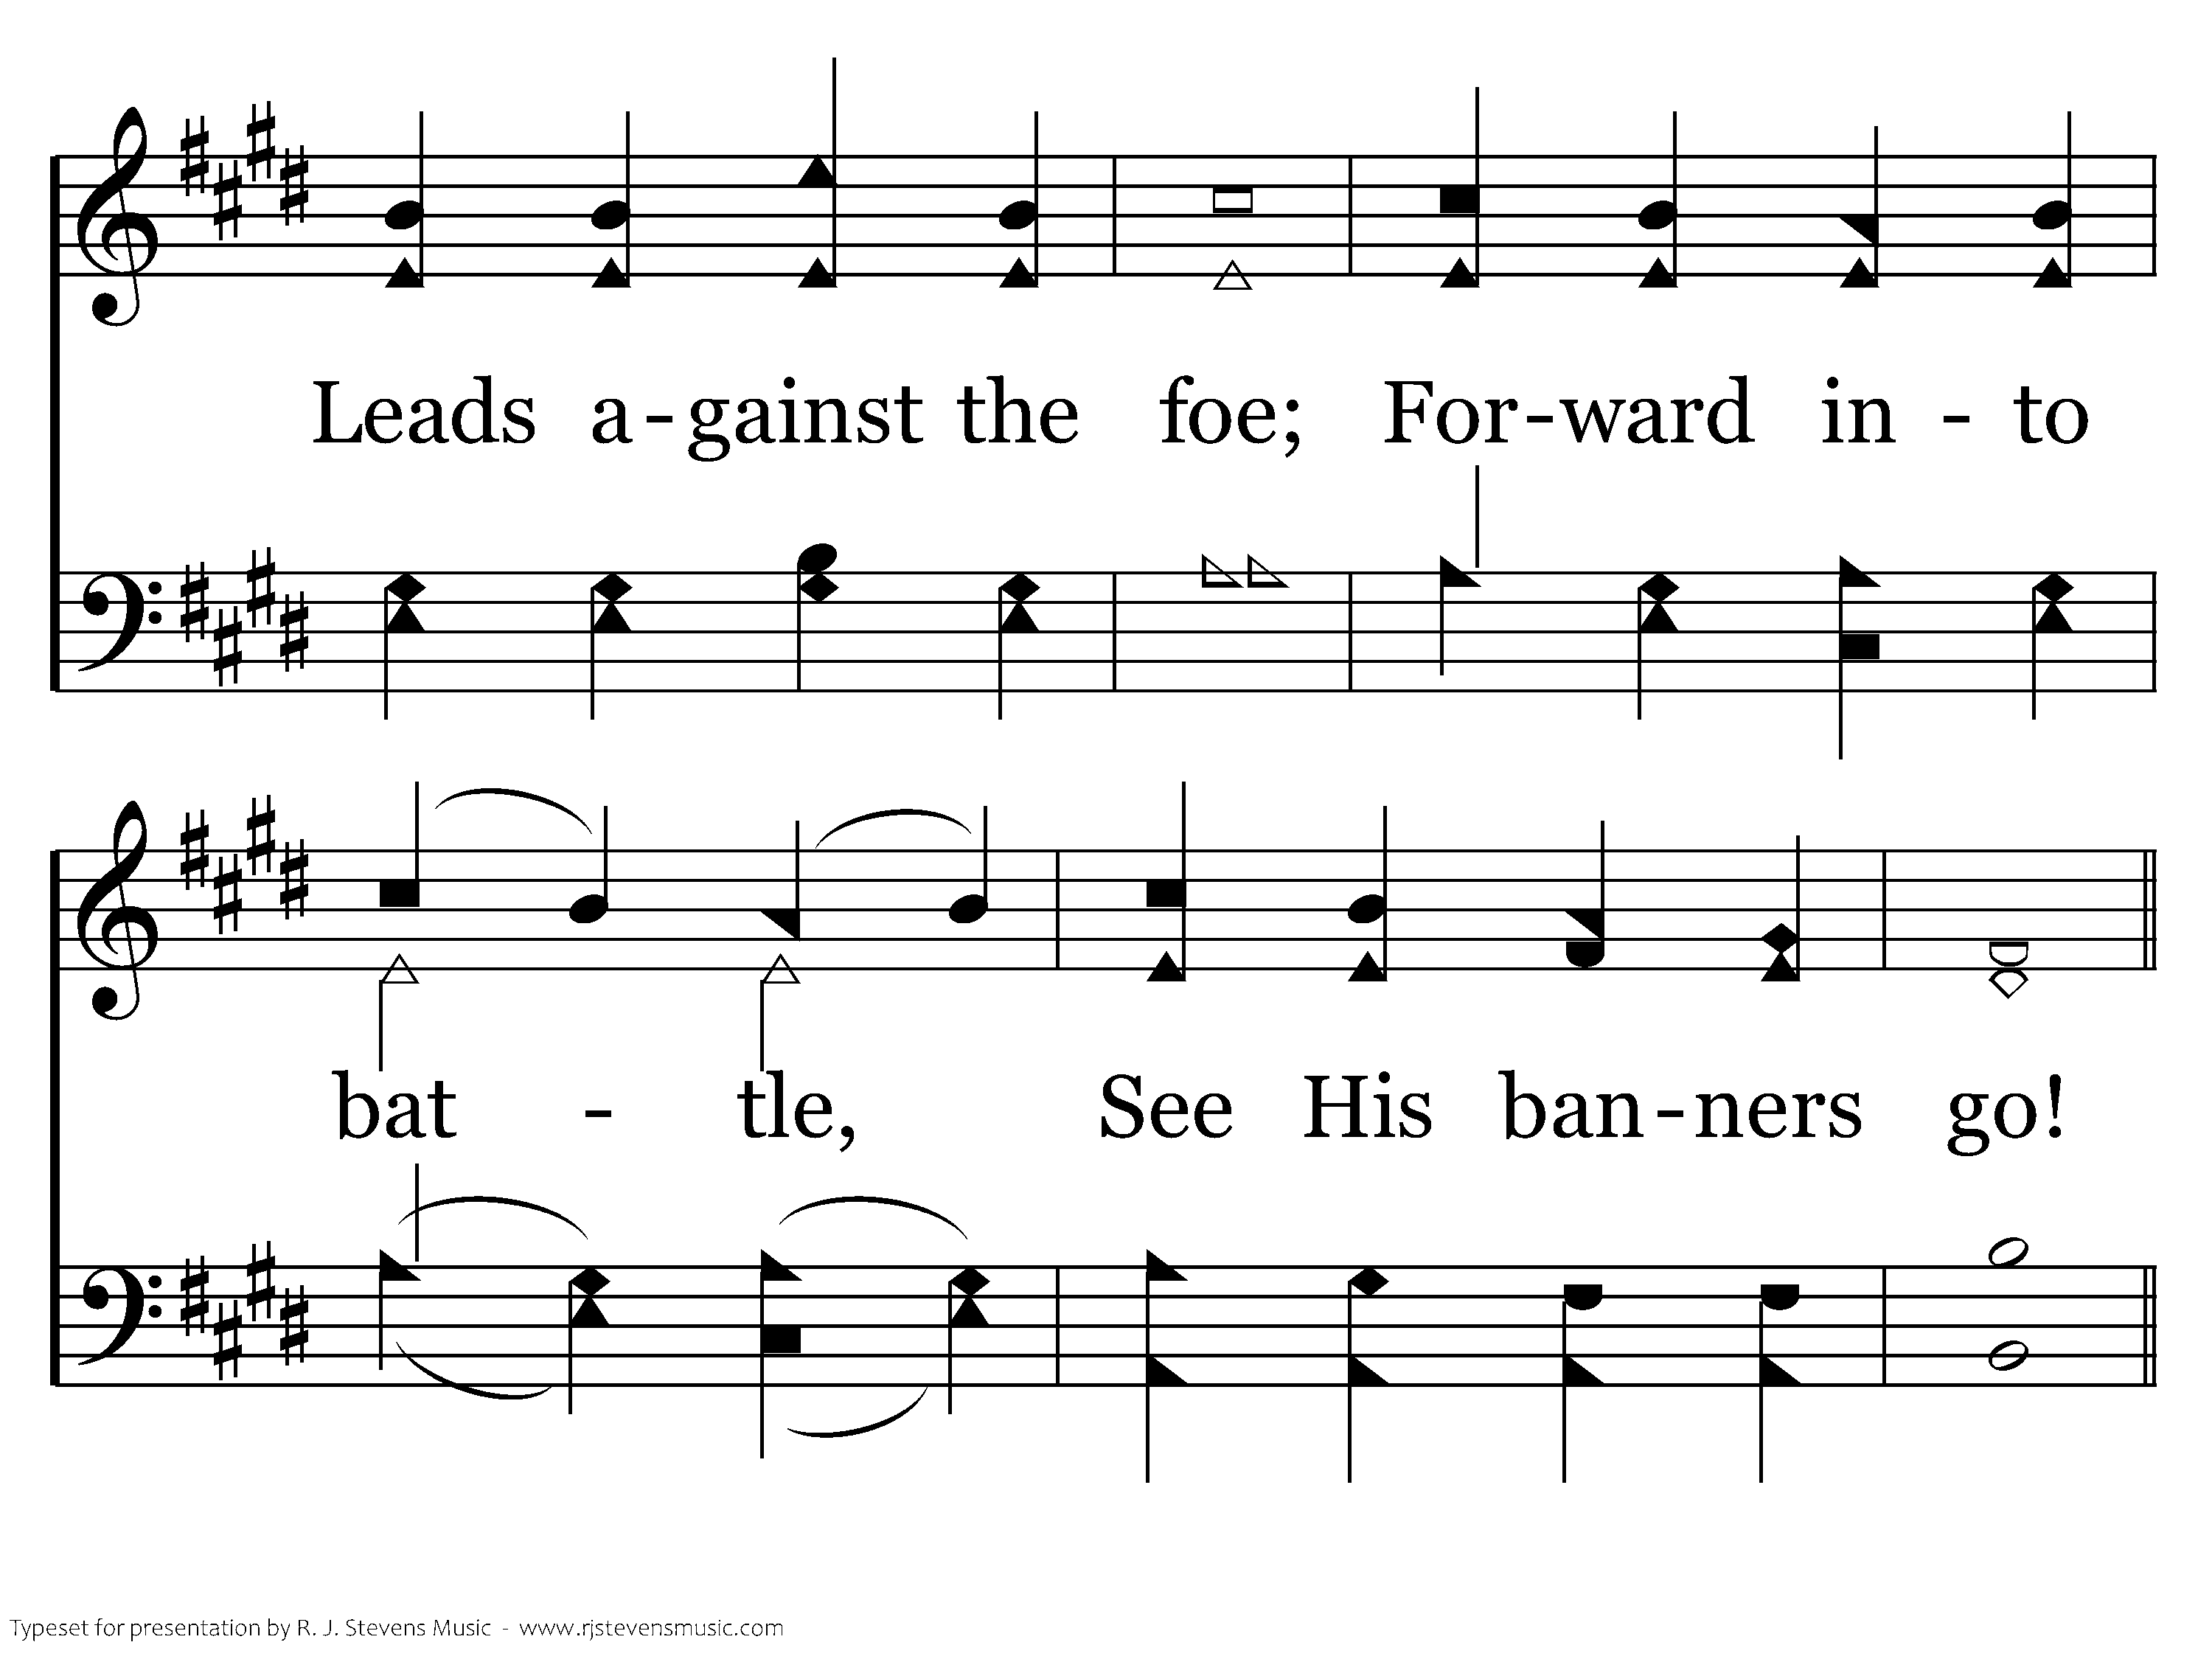 Leads a-gainst the foe; For-ward in - to
bat - tle, See His ban-ners go!
Typeset for presentation by R. J. Stevens Music - www.rjstevensmusic.com